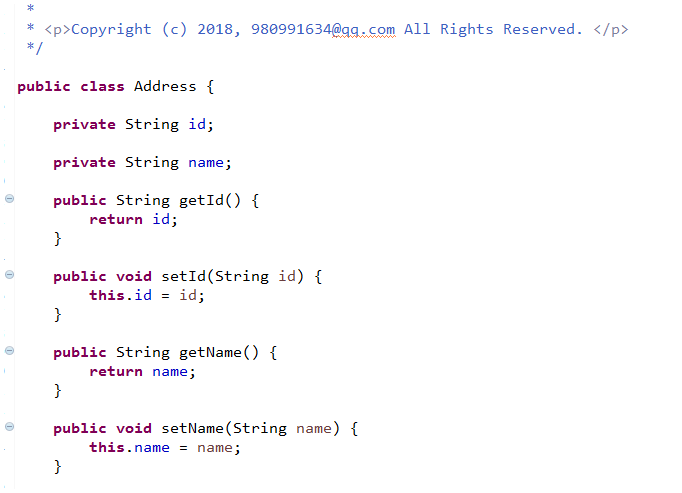 *
* <p>Copyright (c) 2018, 980991634@qq.com All Rights Reserved. </p>
*/
public class Address {
private String id;
private String name;
public String getId() {
return id;
}
public void setId(String id) {
this.id = id;
}
public String getName() {
return name;
}
public void setName(String name) {
this.name = name;
}